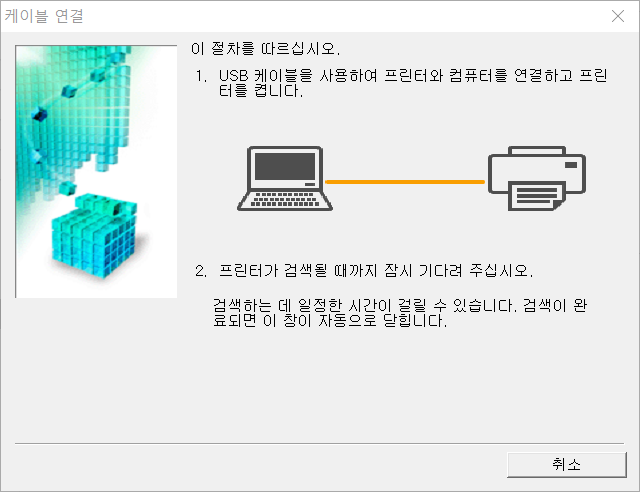 케이블 연결
이 절차를 따르십시오.
1. USB 케이블을 사용하여 프린터와 컴퓨터를 연결하고 프린
터를 켭니다.
2. 프린터가 검색될 때까지 잠시 기다려 주십시오.
검색하는 데 일정한 시간이 걸릴 수 있습니다. 검색이 완
료되면 이 창이 자동으로 닫힙니다.
취소